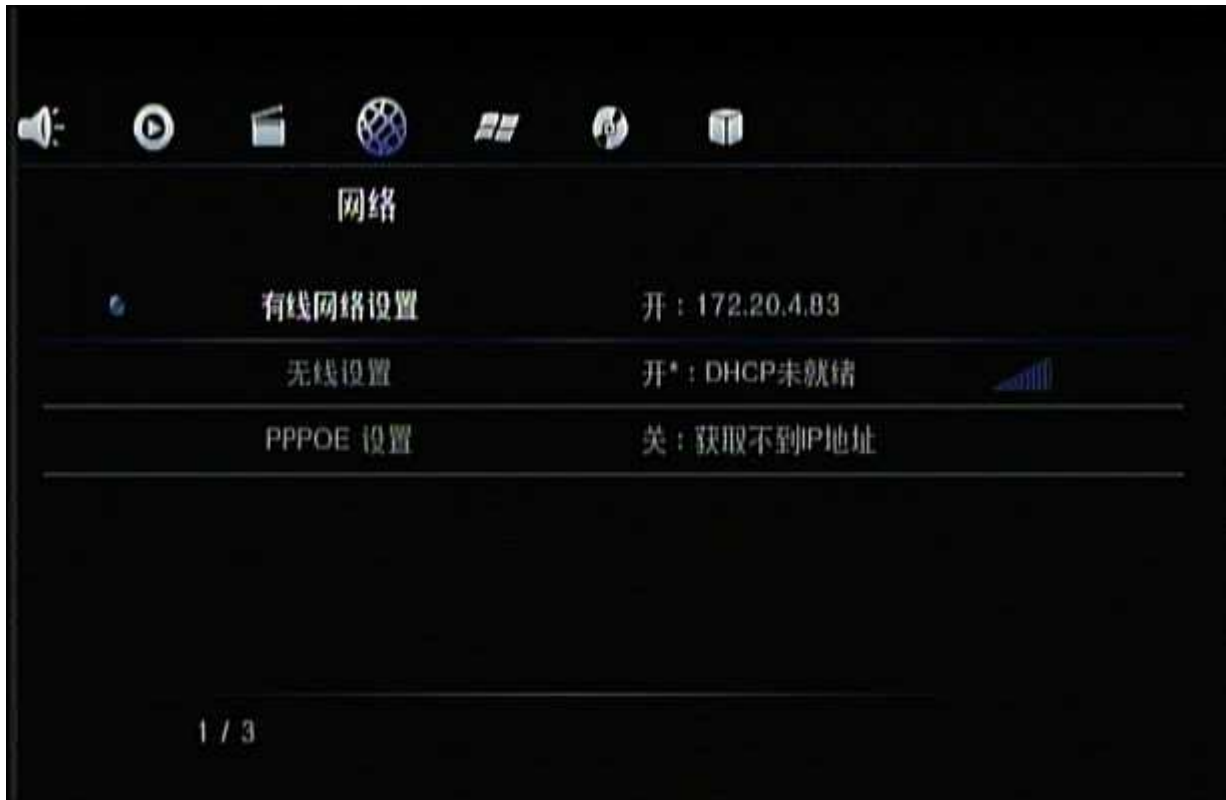 网络
有线网络设置 开：172.20.4.83
无线设置 开*：DHCP未就绪
PPPOE 设置 关：获取不到IP地址
1 / 3